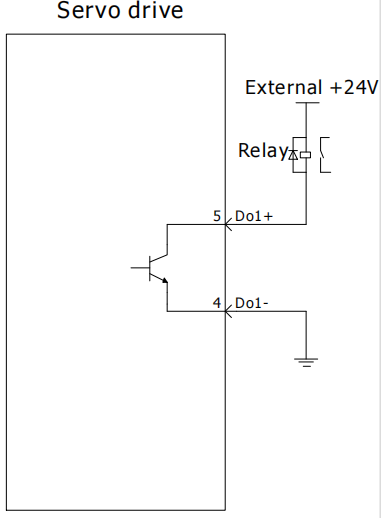 Servo drive
External +24V
Relay
5 Do1+
4 Do1-